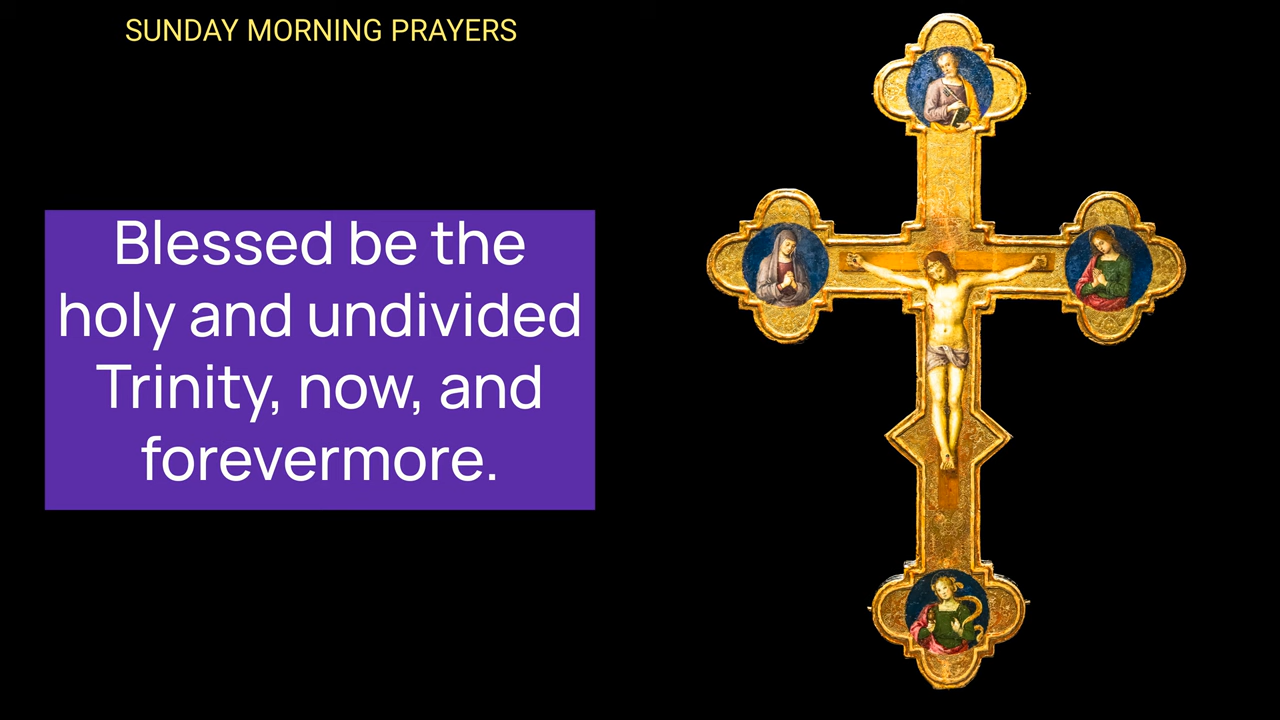 SUNDAY MORNING PRAYERS
Blessed be the
holy and undivided
Trinity, now, and
forevermore.